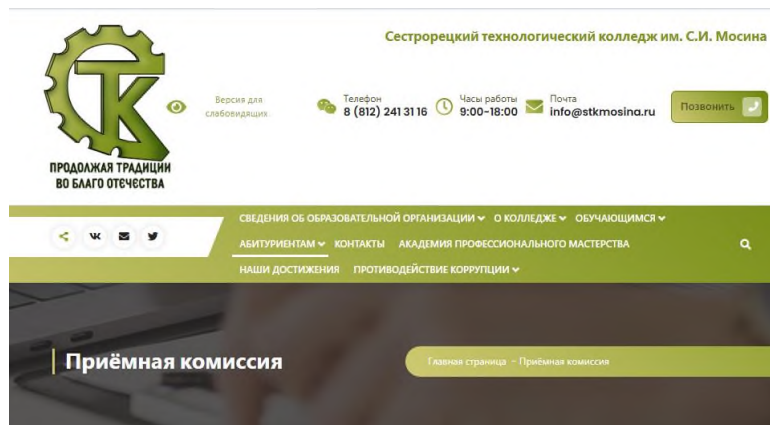 Сестрорецкий технологический колледж им. С.И. Мосина
СТК
ПРОДОЛЖАЯ ТРАДИЦИИ
ВО БЛАГО ОТЕЧЕСТВА
Версия для
слабовидящих.
Телефон
8 (812) 241 31 16
Часы работы
9:00-18:00
Почта
info@stkmosina.ru
Позвонить
СВЕДЕНИЯ ОБ ОБРАЗОВАТЕЛЬНОЙ ОРГАНИЗАЦИИ О КОЛЛЕДЖЕ ОБУЧАЮЩИМСЯ
АБИТУРИЕНТАМ КОНТАКТЫ АКАДЕМИЯ ПРОФЕССИОНАЛЬНОГО МАСТЕРСТВА
НАШИ ДОСТИЖЕНИЯ ПРОТИВОДЕЙСТВИЕ КОРРУПЦИИ
Приёмная комиссия
Главная страница - Приёмная комиссия